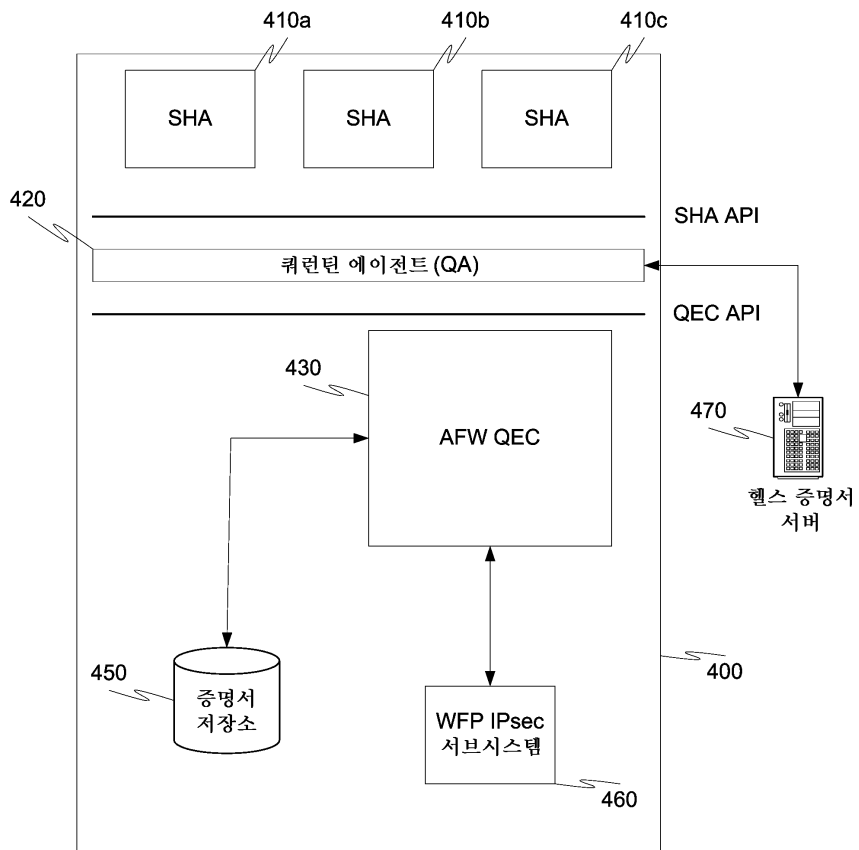 410a
410b
410c
SHA
SHA
SHA
420
SHA API
쿼런틴 에이전트(QA)
QEC API
430
AFW QEC
470
헬스 증명서
서버
450
증명서
저장소
400
WFP IPsec
서브시스템
460